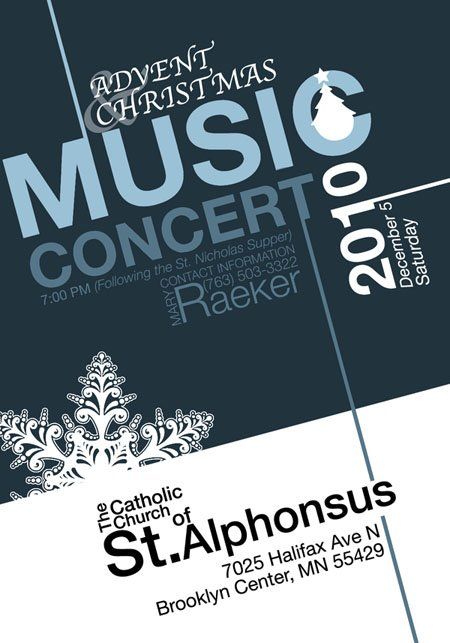 ADVENT
& CHRISTMAS
MUSIC
CONCERT
7:00 PM (Following the St. Nicholas Supper)
CONTACT INFORMATION
(763) 503-3322
MARY
Raeker
2010
December 5
Saturday
The
Catholic
Church
of
St. Alphonsus
7025 Halifax Ave N
Brooklyn Center, MN 55429